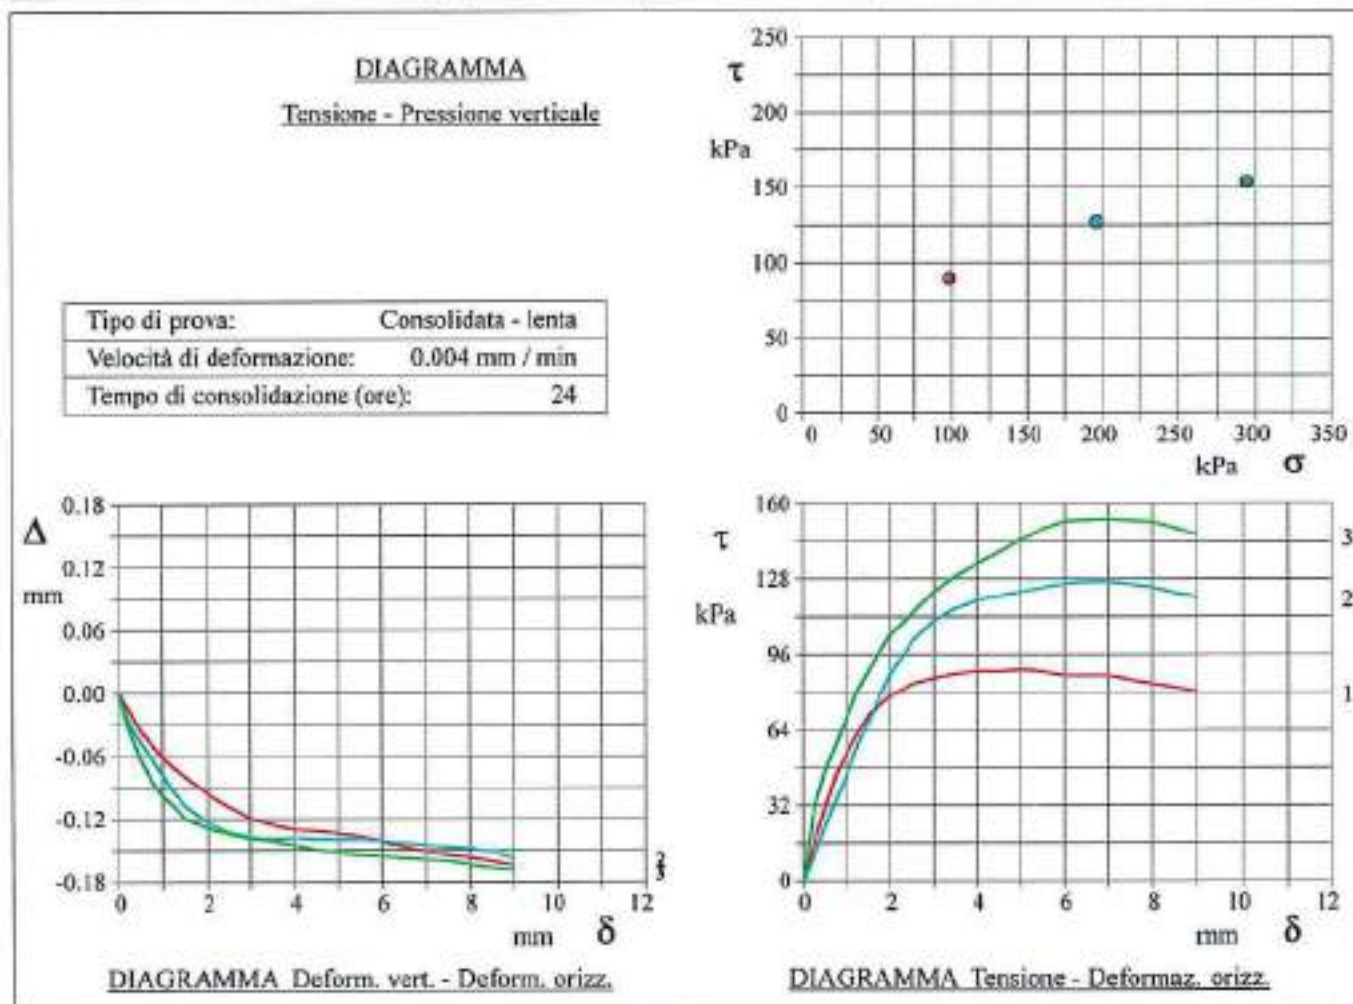 DIAGRAMMA
Tensione - Pressione verticale
Tipo di prova: Consolidata - lenta
Velocità di deformazione: 0.004 mm / min
Tempo di consolidazione (ore): 24
250
τ
200
kPa
150
100
50
0
0 50 100 150 200 250 300 350
kPa σ
0.18
Δ
0.12
mm
0.06
0.00
-0.06
-0.12
-0.18
0 2 4 6 8 10 12
mm δ
DIAGRAMMA Deform. vert. - Deform. orizz.
160
τ
3
128
2
kPa
96
1
64
32
0
0 2 4 6 8 10 12
mm δ
DIAGRAMMA Tensione - Deformaz. orizz.